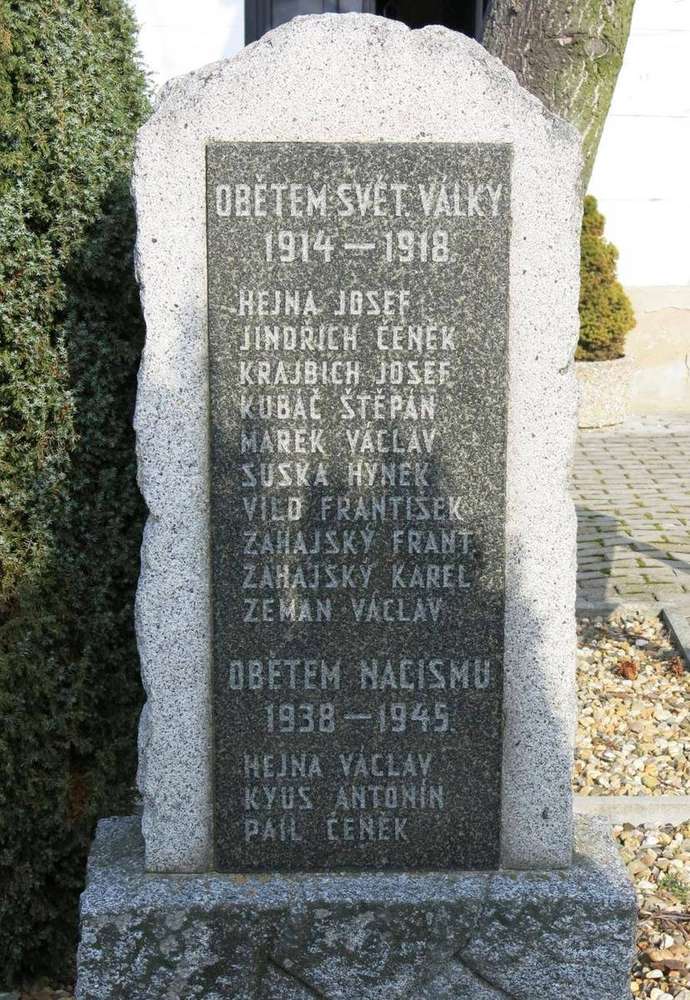 OBĚTEM SVĚT. VÁLKY
1914 — 1918
HEJNA JOSEF
JINDŘICH ČENĚK
KRAJBICH JOSEF
KUBAČ ŠTĚPÁN
MAREK VÁCLAV
SUSKA HYNEK
VILD FRANTIŠEK
ZAHAJSKÝ FRANT.
ZAHAJSKÝ KAREL
ZEMAN VÁCLAV
OBĚTEM NACISMU
1938 — 1945
HEJNA VÁCLAV
KYUS ANTONÍN
PAIL ČENĚK